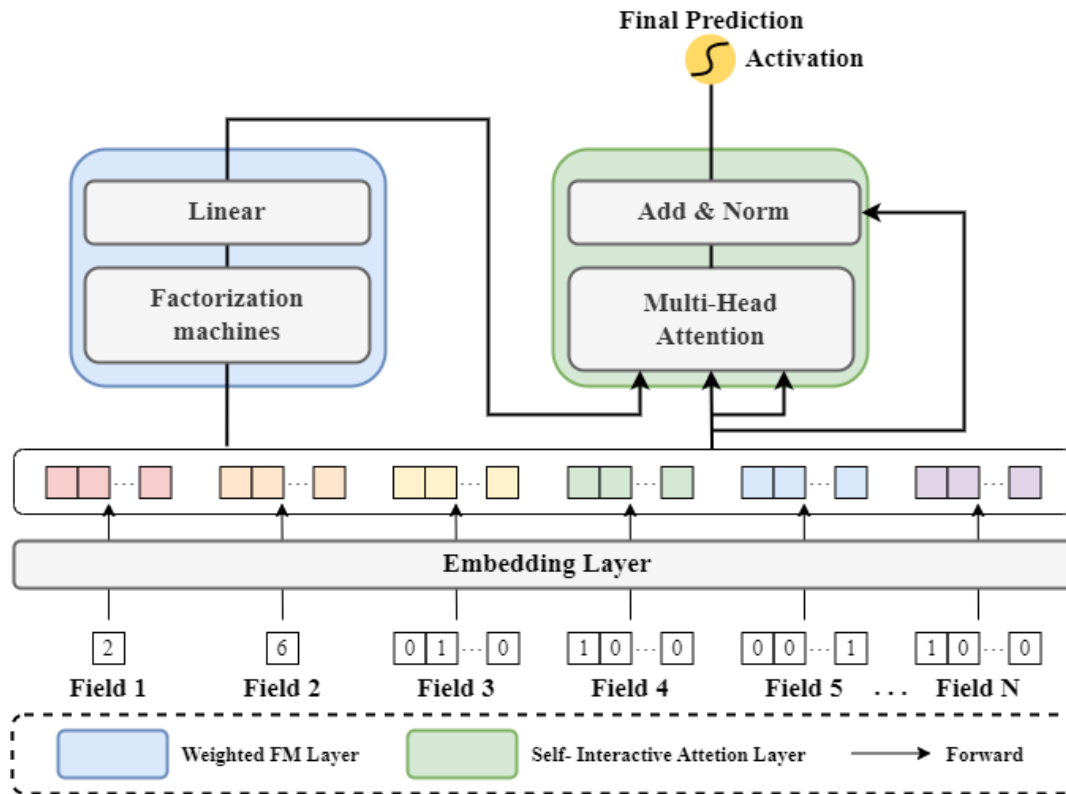 Final Prediction
Activation
Linear
Add & Norm
Factorization
machines
Multi-Head
Attention
Embedding Layer
2
6
0 1 ... 0
1 0 ... 0
0 0 ... 1
1 0 ... 0
Field 1
Field 2
Field 3
Field 4
Field 5
...
Field N
Weighted FM Layer
Self- Interactive Attetion Layer
Forward